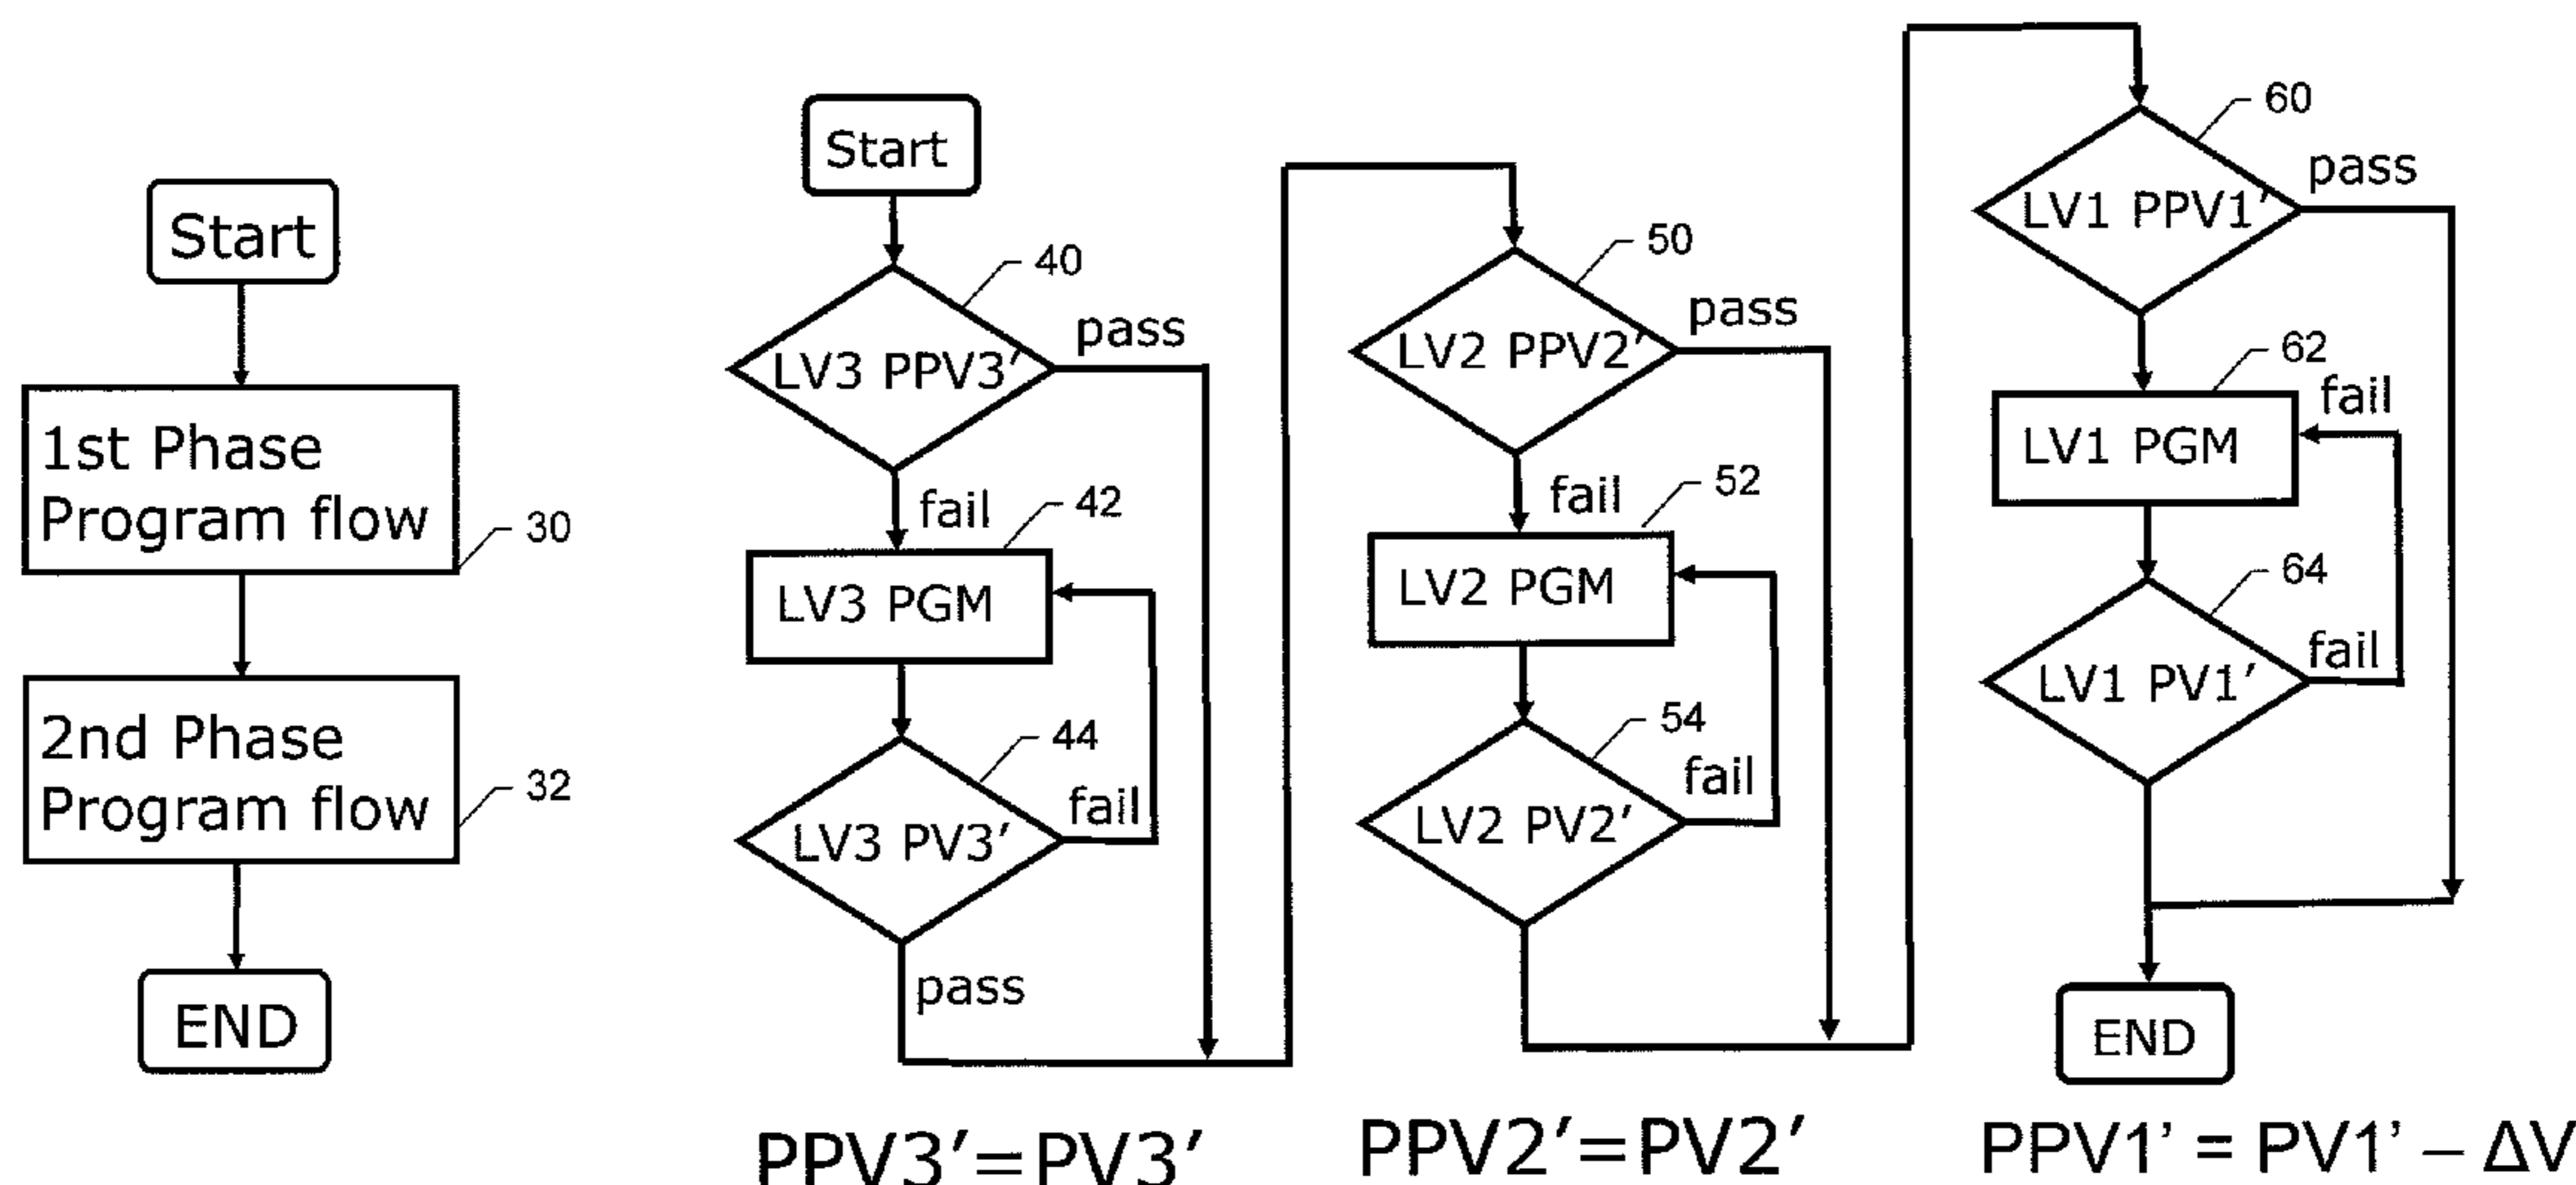 Start
1st Phase
Program flow
30
2nd Phase
Program flow
32
END
Start
40
LV3 PPV3′
pass
fail
42
LV3 PGM
44
LV3 PV3′
fail
pass
PPV3′=PV3′
50
LV2 PPV2′
pass
fail
52
LV2 PGM
54
LV2 PV2′
fail
PPV2′=PV2′
60
LV1 PPV1′
pass
62
fail
LV1 PGM
64
LV1 PV1′
fail
END
PPV1’ = PV1’ – ΔV